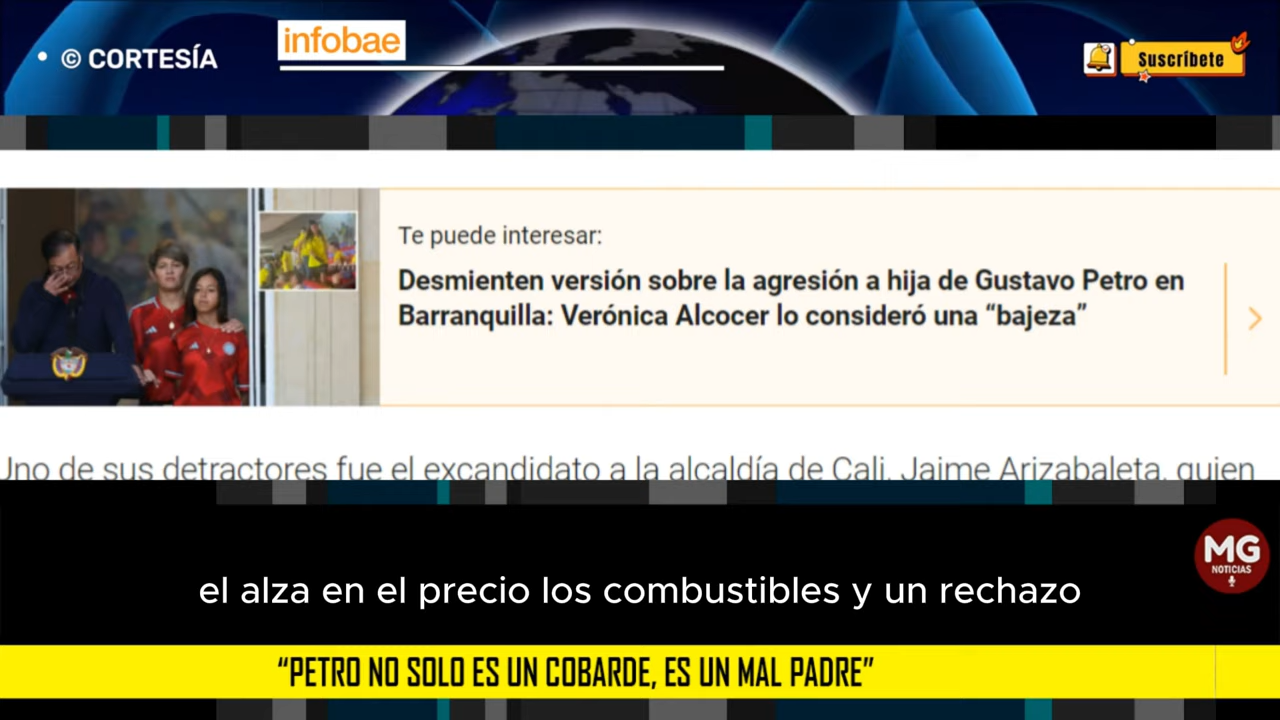 © CORTESÍA
infobae
Suscríbete
Te puede interesar:
Desmienten versión sobre la agresión a hija de Gustavo Petro en
Barranquilla: Verónica Alcocer lo consideró una “bajeza”
Uno de sus detractores fue el excandidato a la alcaldía de Cali, Jaime Arizabaleta, quien
MG
NOTICIAS
el alza en el precio los combustibles y un rechazo
“PETRO NO SOLO ES UN COBARDE, ES UN MAL PADRE”